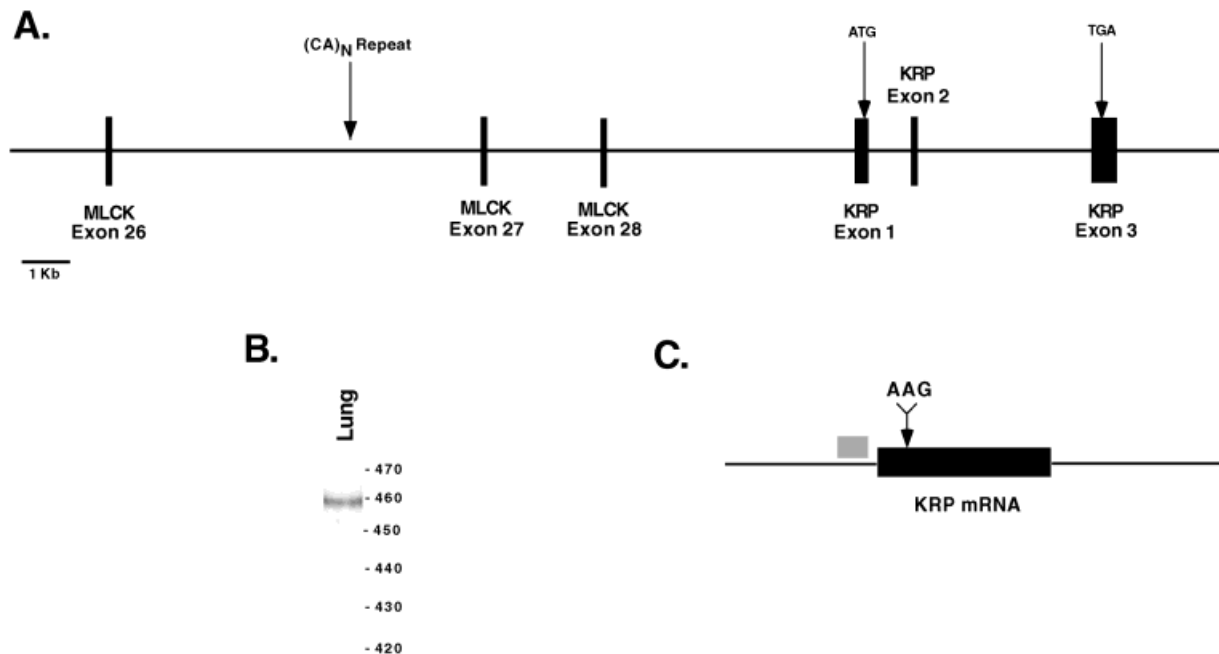 A.
(CA)N Repeat
ATG
TGA
KRP
Exon 2
MLCK
Exon 26
MLCK
Exon 27
MLCK
Exon 28
KRP
Exon 1
KRP
Exon 3
1 Kb
B.
Lung
- 470
- 460
- 450
- 440
- 430
- 420
C.
AAG
KRP mRNA